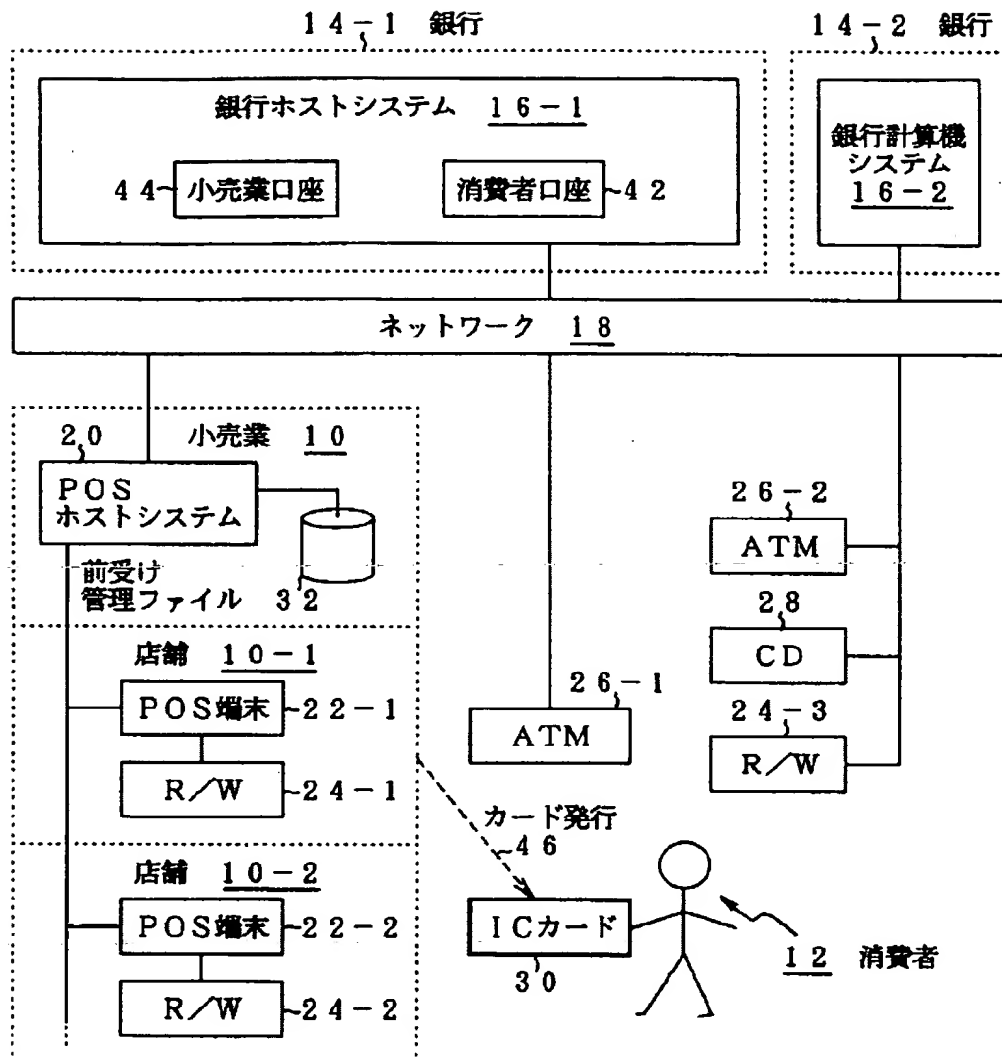 14-1 銀行
14-2 銀行
銀行ホストシステム 16-1
44 小売業口座
消費者口座 42
銀行計算機
システム
16-2
ネットワーク 18
20
小売業 10
POS
ホストシステム
前受け
管理ファイル 32
店舗 10-1
POS端末 22-1
R/W 24-1
店舗 10-2
POS端末 22-2
R/W 24-2
26-1
ATM
26-2
ATM
28
CD
24-3
R/W
カード発行
46
ICカード
30
12 消費者